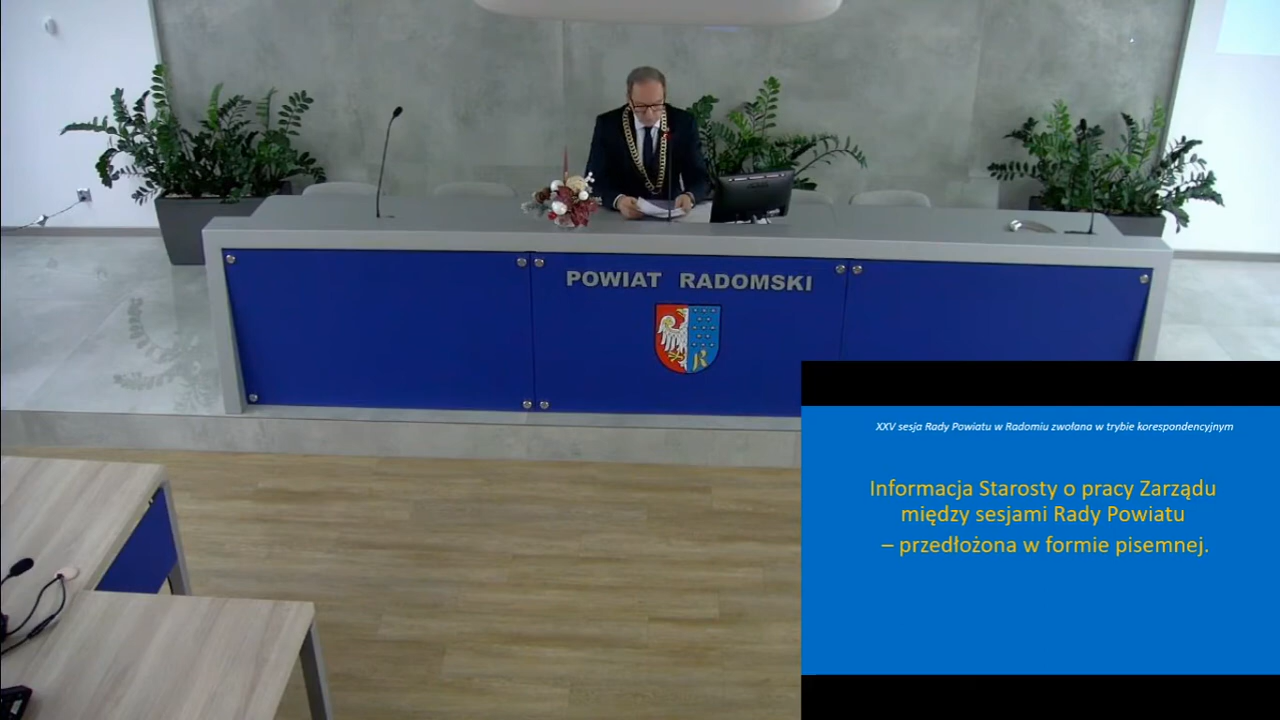 POWIAT RADOMSKI
R
XXV sesja Rady Powiatu w Radomiu zwołana w trybie korespondencyjnym
Informacja Starosty o pracy Zarządu
między sesjami Rady Powiatu
– przedłożona w formie pisemnej.